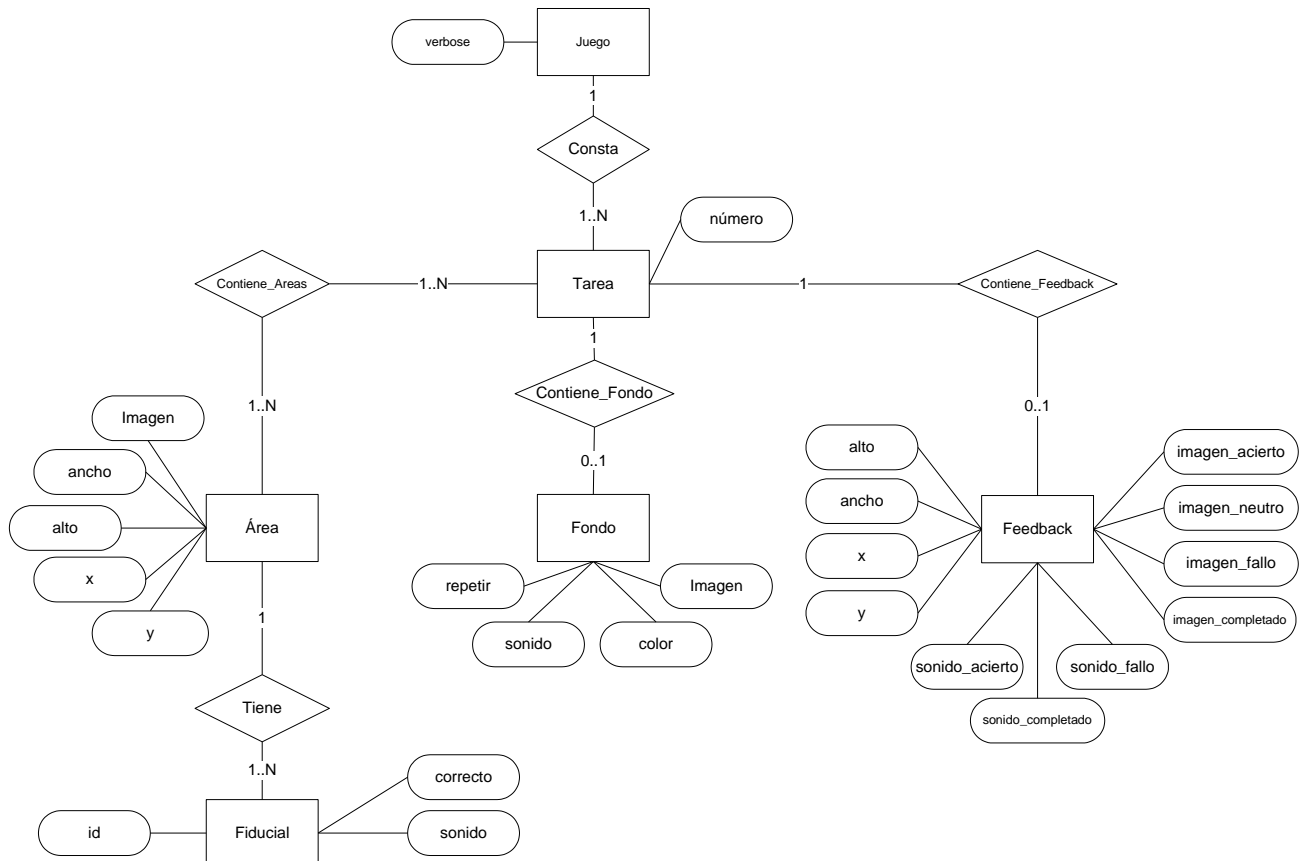 verbose
Juego
1
Consta
1..N
número
Contiene_Areas
1..N
Tarea
1
Contiene_Feedback
1
Contiene_Fondo
1..N
0..1
Imagen
ancho
alto
x
y
Área
0..1
Fondo
repetir
Imagen
sonido
color
alto
ancho
x
y
Feedback
imagen_acierto
imagen_neutro
imagen_fallo
imagen_completado
sonido_acierto
sonido_fallo
sonido_completado
1
Tiene
1..N
id
Fiducial
correcto
sonido